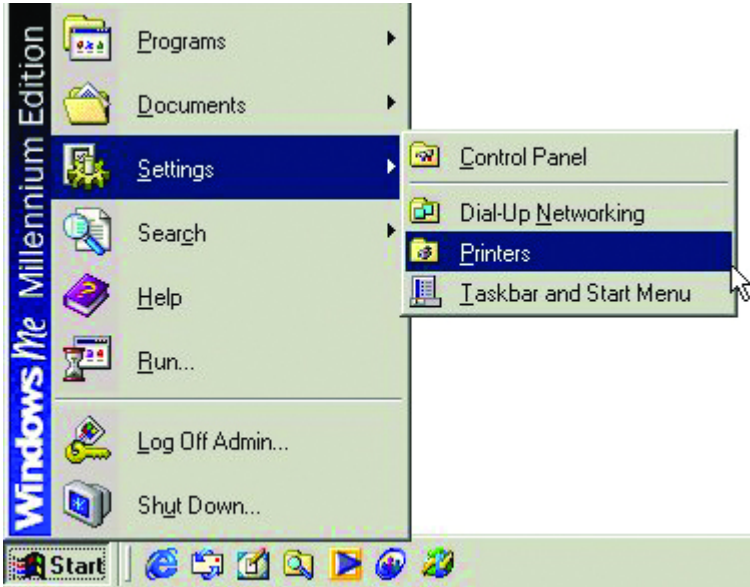 Windows Me Millennium Edition
Programs
Documents
Settings
Search
Help
Run...
Log Off Admin...
Shut Down...
Control Panel
Dial-Up Networking
Printers
Taskbar and Start Menu
Start